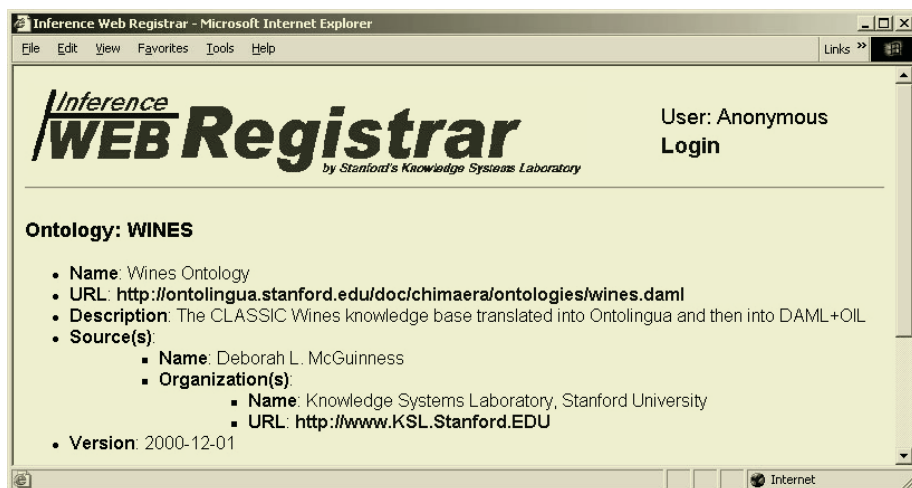 Inference Web Registrar - Microsoft Internet Explorer
File Edit View Favorites Tools Help Links »
Inference
WEB Registrar
by Stanford's Knowledge Systems Laboratory
User: Anonymous
Login
Ontology: WINES
• Name: Wines Ontology
• URL: http://ontolingua.stanford.edu/doc/chimaera/ontologies/wines.daml
• Description: The CLASSIC Wines knowledge base translated into Ontolingua and then into DAML+OIL
• Source(s):
▪ Name: Deborah L. McGuinness
▪ Organization(s):
▪ Name: Knowledge Systems Laboratory, Stanford University
▪ URL: http://www.KSL.Stanford.EDU
• Version: 2000-12-01
Internet